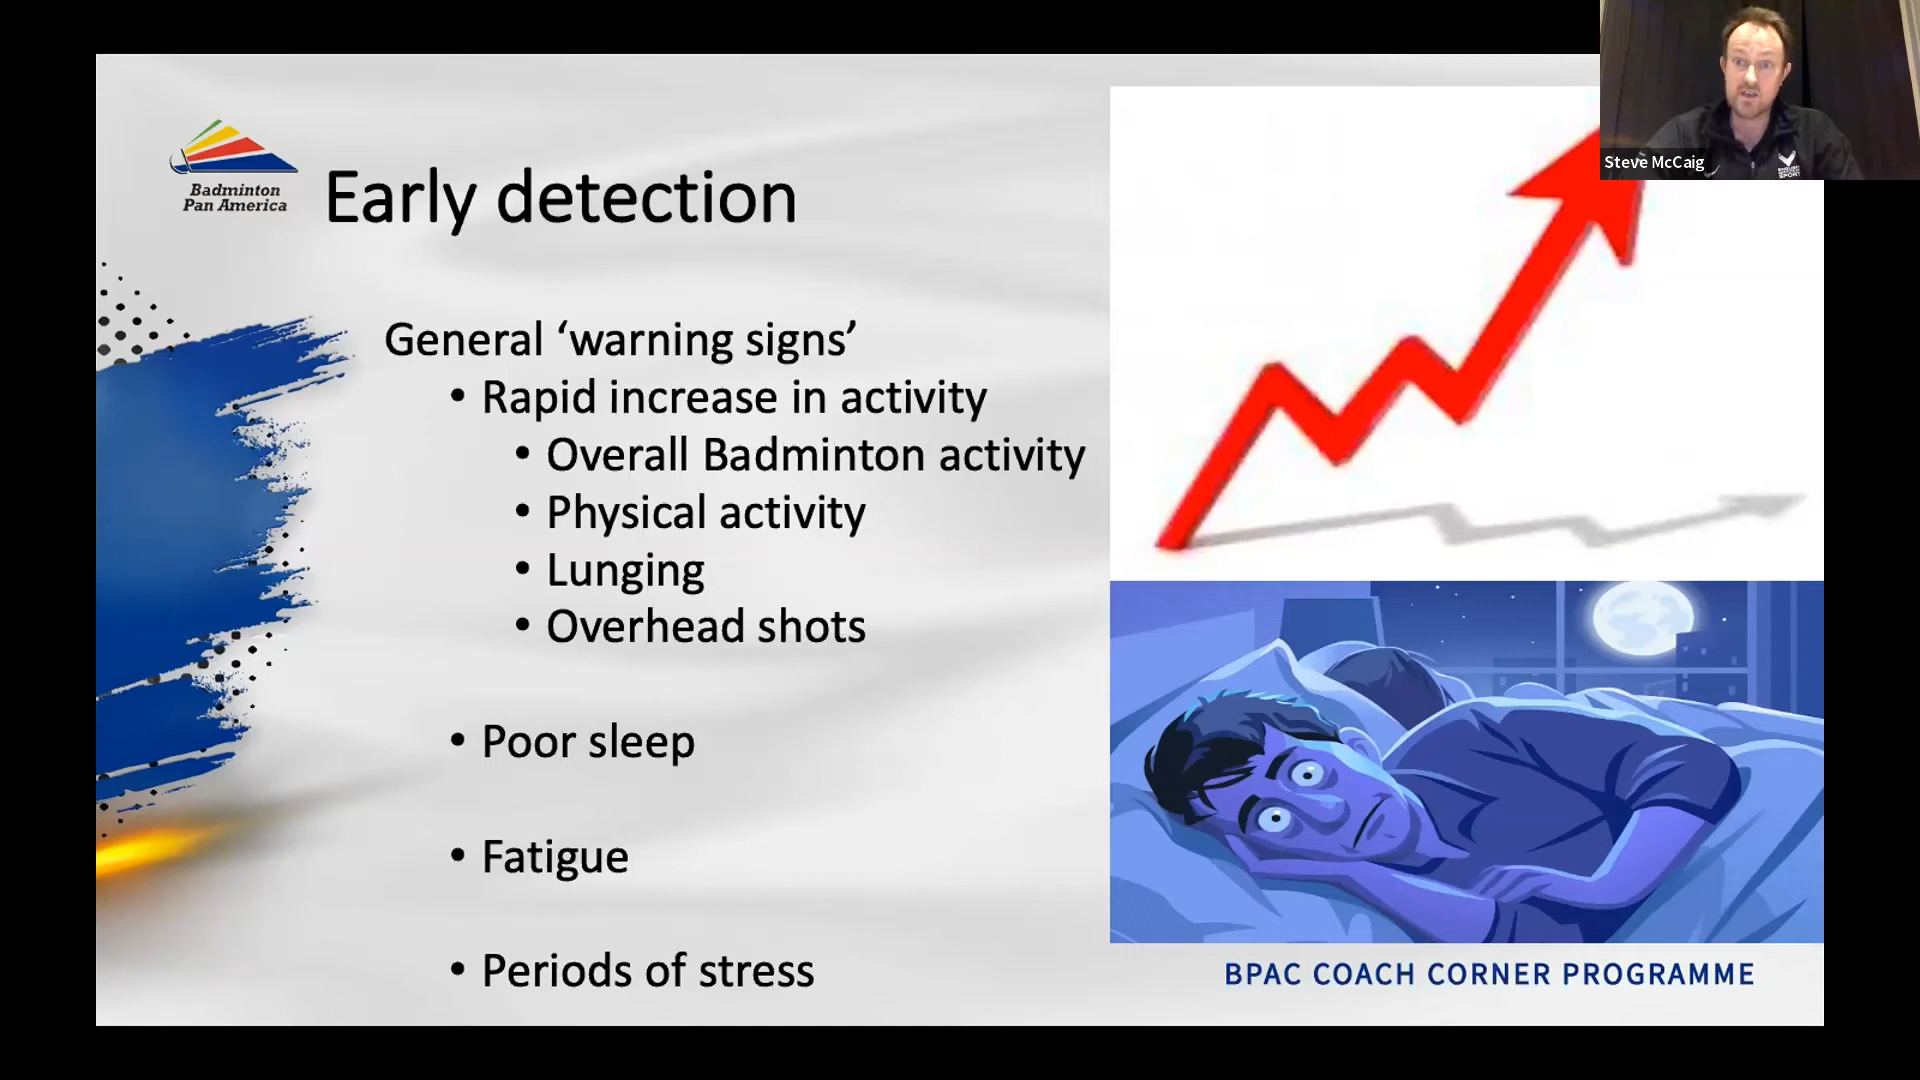 Badminton
Pan America
Early detection
General ‘warning signs’
• Rapid increase in activity
• Overall Badminton activity
• Physical activity
• Lunging
• Overhead shots
• Poor sleep
• Fatigue
• Periods of stress
BPAC COACH CORNER PROGRAMME
Steve McCaig